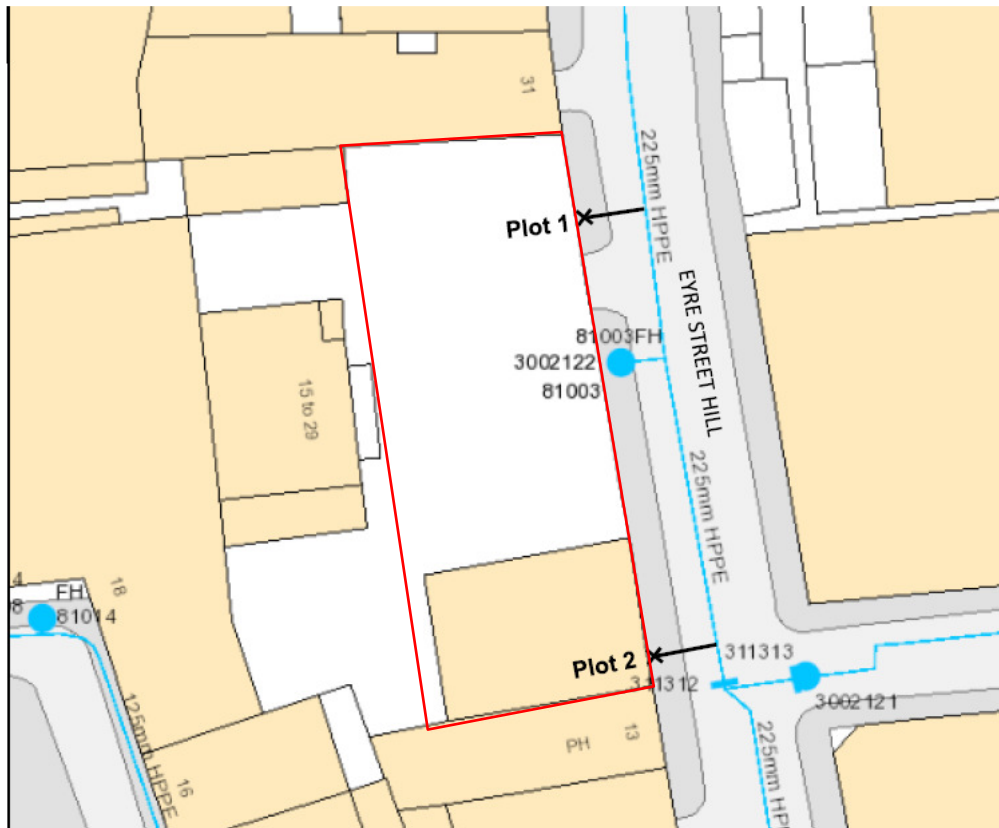 31
225mm HPPE
Plot 1
EYRE STREET HILL
81003FH
3002122
81003
15 to 29
225mm HPPE
18
FH
81014
Plot 2
311313
311312
3002121
125mm HPPE
16
PH
13
225mm HPPE